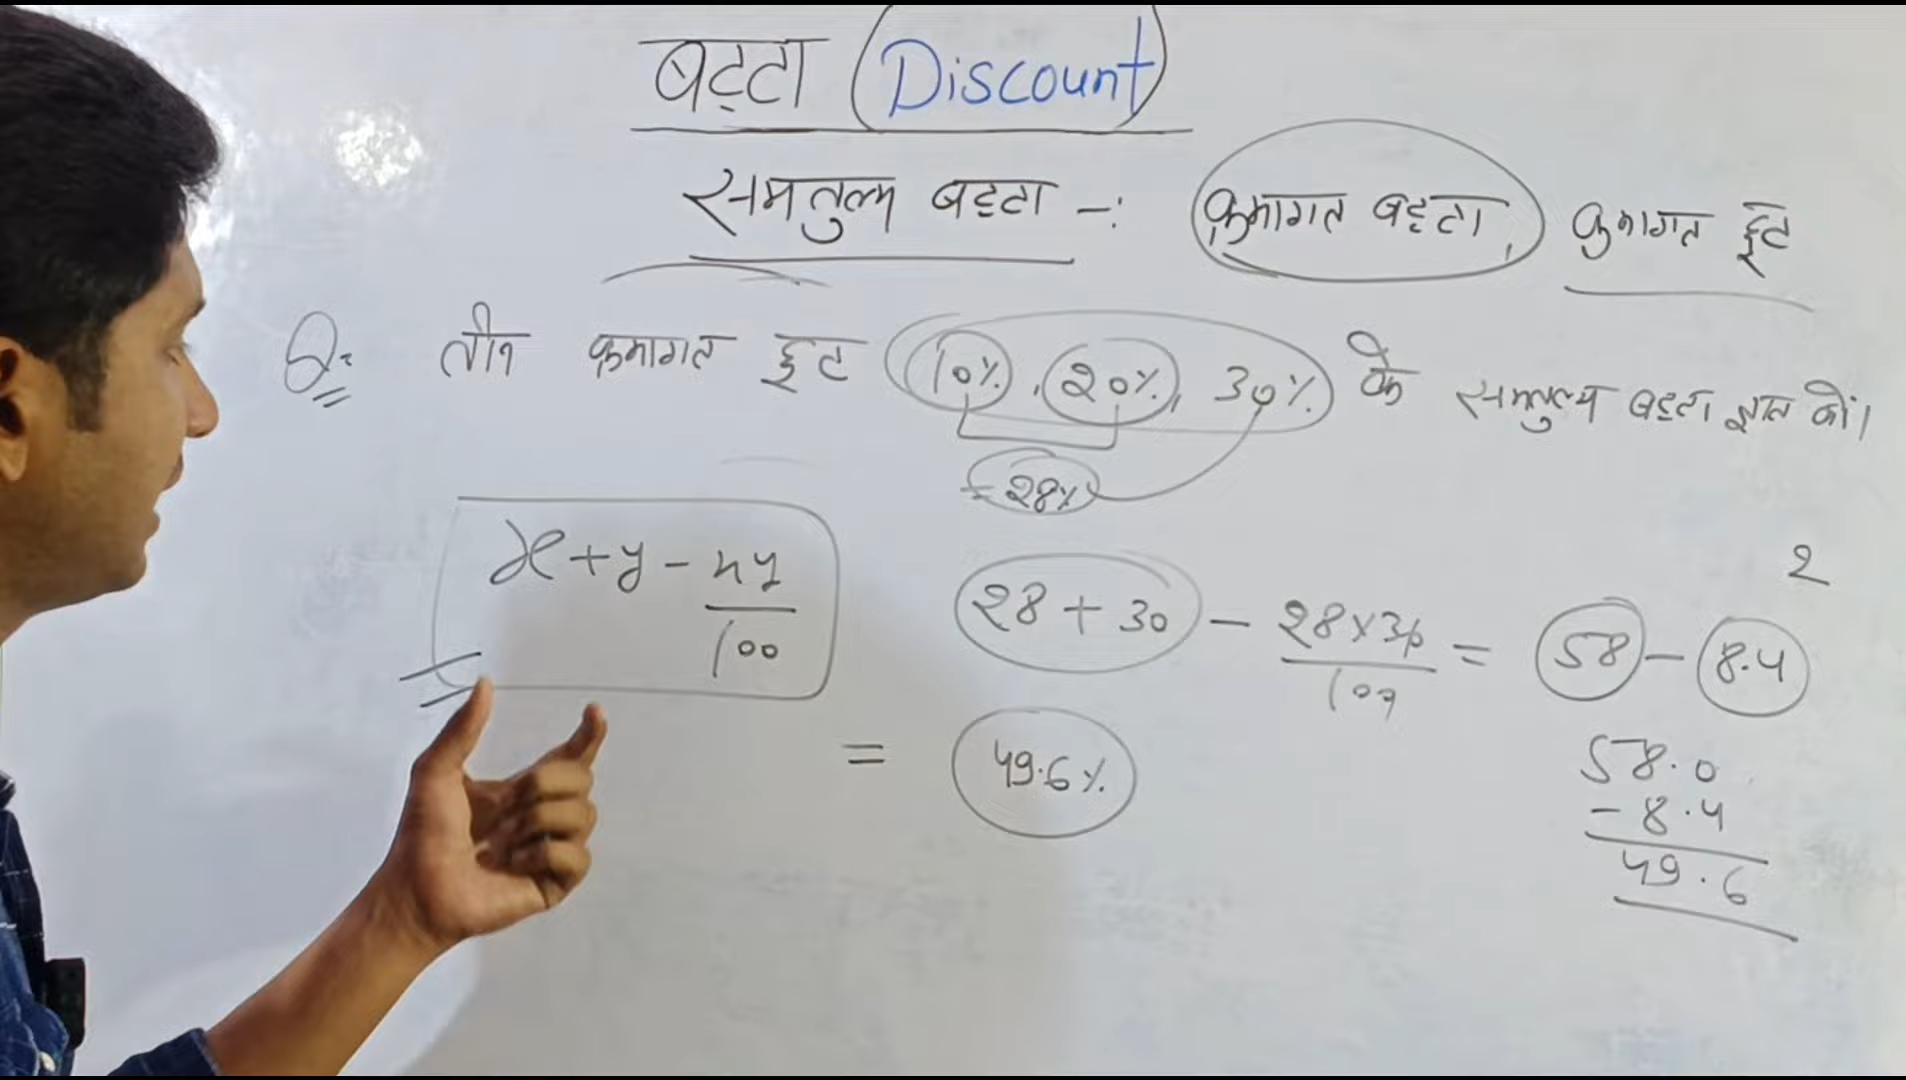 बट्टा (Discount)
समतुल्य बट्टा -: क्रमागत बट्टा, क्रमागत छूट
Q= तीन क्रमागत छूट 10%, 20%, 30% के समतुल्य बट्टा ज्ञात करें।
= 28%
x+y - xy/100
28 + 30 - 28×30/100 = 58 - 8.4
2
= 49.6%
58.0
- 8.4
49.6